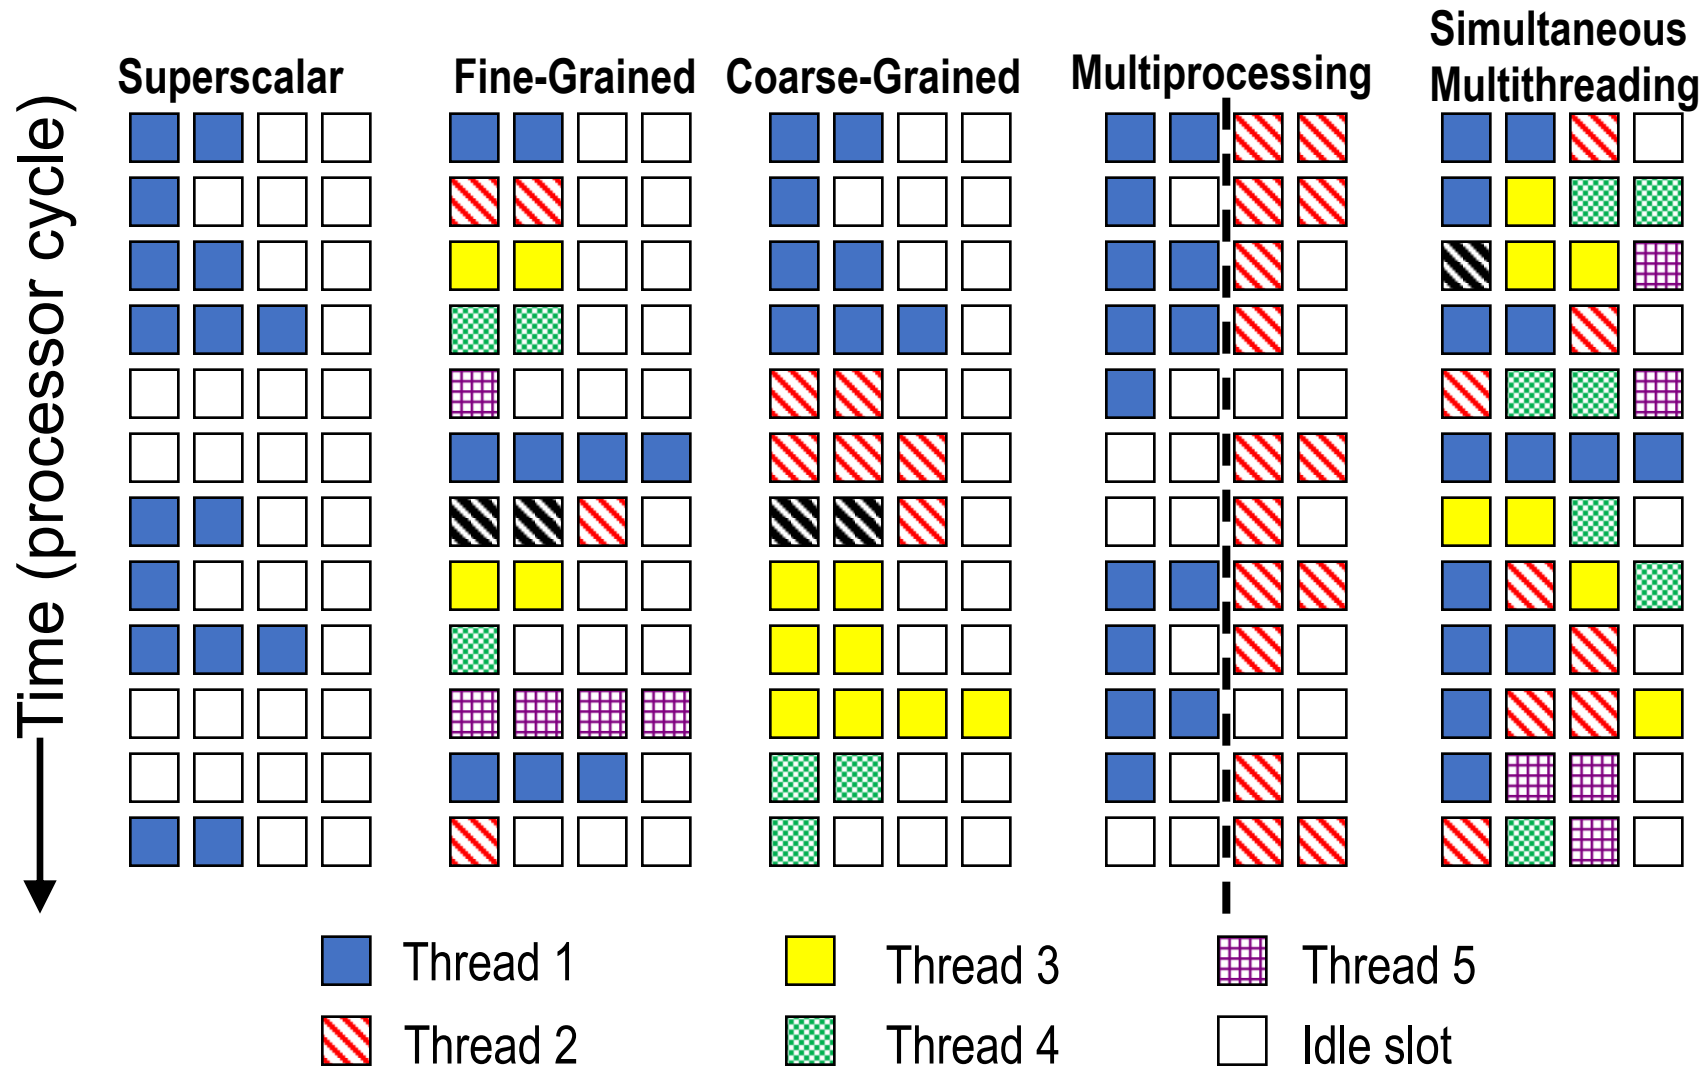 Superscalar
Fine-Grained
Coarse-Grained
Multiprocessing
Simultaneous
Multithreading
Time (processor cycle)
Thread 1
Thread 3
Thread 5
Thread 2
Thread 4
Idle slot